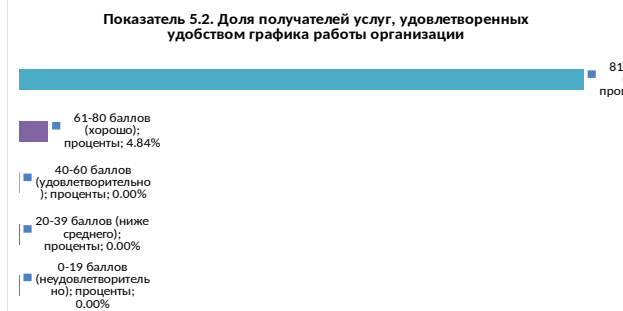 Показатель 5.2. Доля получателей услуг, удовлетворенных
удобством графика работы организации
81
61-80 баллов
(хорошо);
проценты; 4.84%
40-60 баллов
(удовлетворительно
); проценты; 0.00%
20-39 баллов (ниже
среднего);
проценты; 0.00%
0-19 баллов
(неудовлетворитель
но); проценты;
0.00%